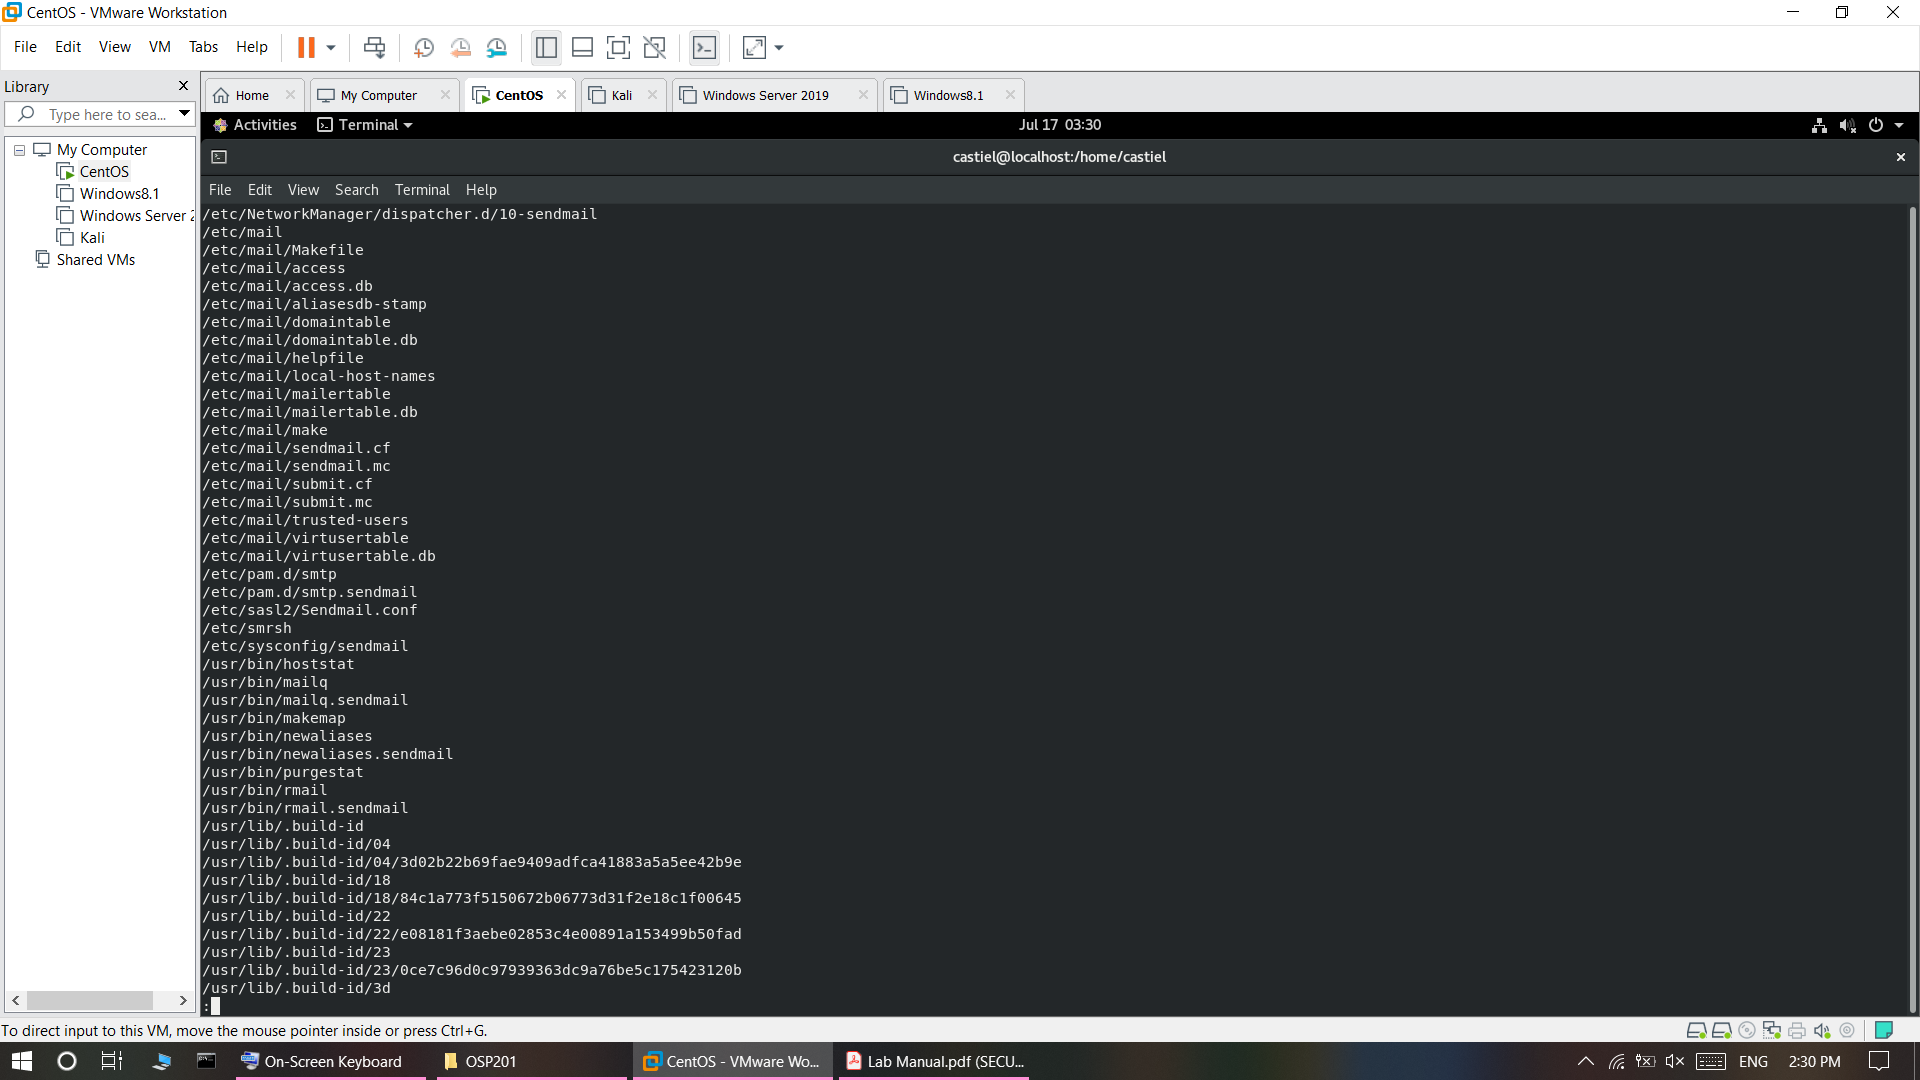 CentOS - VMware Workstation
File Edit View VM Tabs Help
Library
Type here to sea...
My Computer
CentOS
Windows8.1
Windows Server 2
Kali
Shared VMs
Home
My Computer
CentOS
Kali
Windows Server 2019
Windows8.1
Activities Terminal
Jul 17 03:30
castiel@localhost:/home/castiel
File Edit View Search Terminal Help
/etc/NetworkManager/dispatcher.d/10-sendmail
/etc/mail
/etc/mail/Makefile
/etc/mail/access
/etc/mail/access.db
/etc/mail/aliasesdb-stamp
/etc/mail/domaintable
/etc/mail/domaintable.db
/etc/mail/helpfile
/etc/mail/local-host-names
/etc/mail/mailertable
/etc/mail/mailertable.db
/etc/mail/make
/etc/mail/sendmail.cf
/etc/mail/sendmail.mc
/etc/mail/submit.cf
/etc/mail/submit.mc
/etc/mail/trusted-users
/etc/mail/virtusertable
/etc/mail/virtusertable.db
/etc/pam.d/smtp
/etc/pam.d/smtp.sendmail
/etc/sasl2/Sendmail.conf
/etc/smrsh
/etc/sysconfig/sendmail
/usr/bin/hoststat
/usr/bin/mailq
/usr/bin/mailq.sendmail
/usr/bin/makemap
/usr/bin/newaliases
/usr/bin/newaliases.sendmail
/usr/bin/purgestat
/usr/bin/rmail
/usr/bin/rmail.sendmail
/usr/lib/.build-id
/usr/lib/.build-id/04
/usr/lib/.build-id/04/3d02b22b69fae9409adfca41883a5a5ee42b9e
/usr/lib/.build-id/18
/usr/lib/.build-id/18/84c1a773f5150672b06773d31f2e18c1f00645
/usr/lib/.build-id/22
/usr/lib/.build-id/22/e08181f3aebe02853c4e00891a153499b50fad
/usr/lib/.build-id/23
/usr/lib/.build-id/23/0ce7c96d0c97939363dc9a76be5c175423120b
/usr/lib/.build-id/3d
:
To direct input to this VM, move the mouse pointer inside or press Ctrl+G.
On-Screen Keyboard
OSP201
CentOS - VMware Wo...
Lab Manual.pdf (SECU...
ENG
2:30 PM